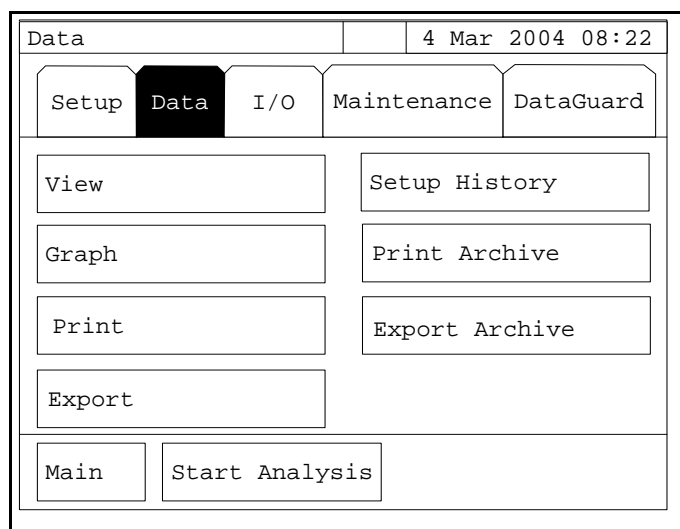 Data 4 Mar 2004 08:22
Setup Data I/O Maintenance DataGuard
View Setup History
Graph Print Archive
Print Export Archive
Export
Main Start Analysis